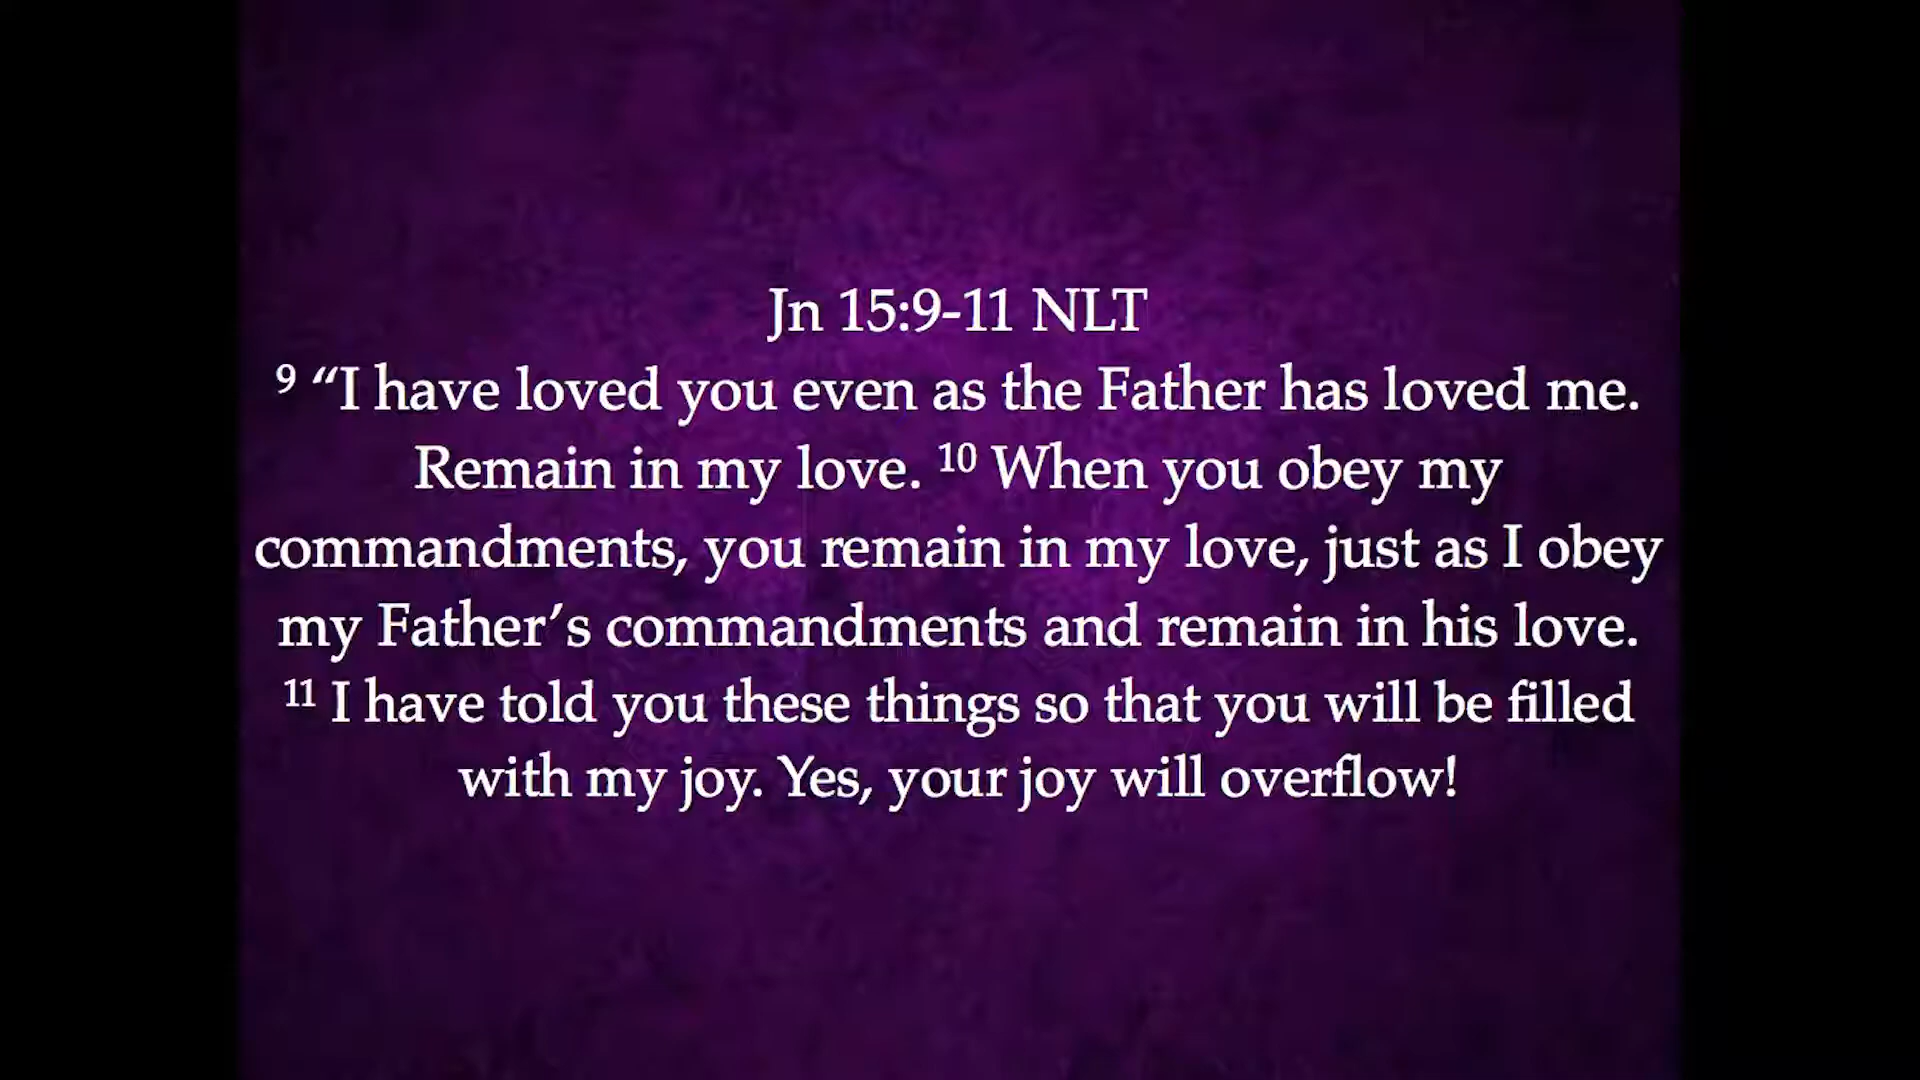 Jn 15:9-11 NLT
⁹ “I have loved you even as the Father has loved me.
Remain in my love. ¹⁰ When you obey my
commandments, you remain in my love, just as I obey
my Father’s commandments and remain in his love.
¹¹ I have told you these things so that you will be filled
with my joy. Yes, your joy will overflow!